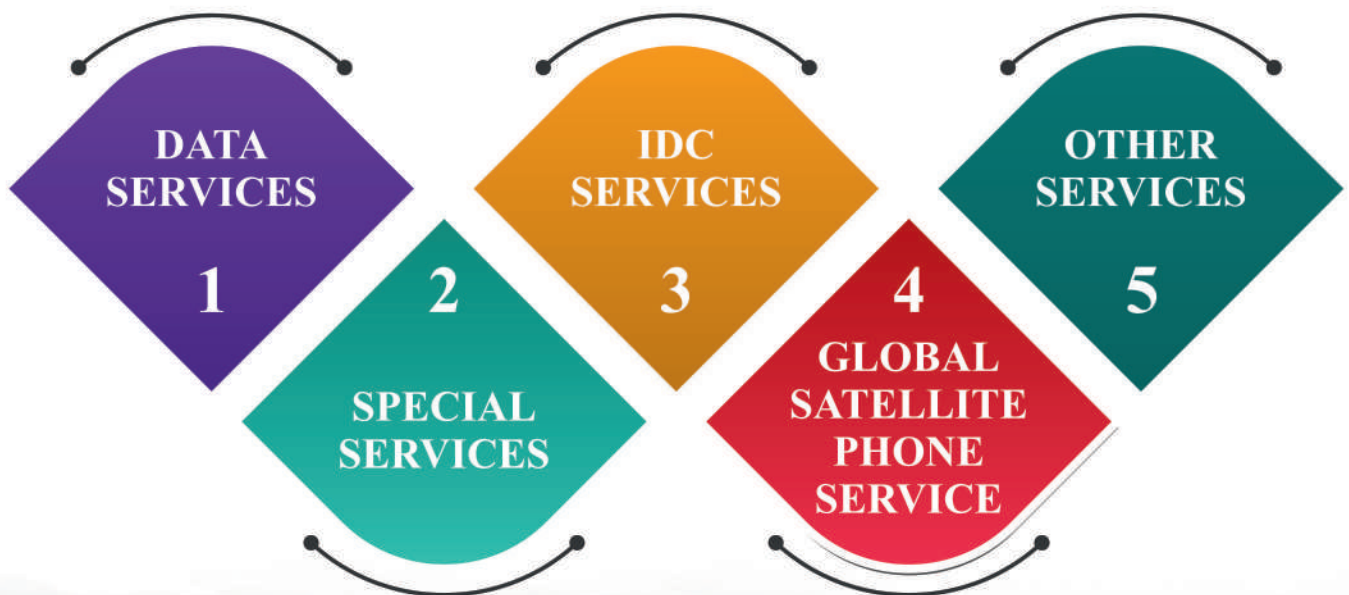 DATA
SERVICES
1
2
SPECIAL
SERVICES
IDC
SERVICES
3
4
GLOBAL
SATELLITE
PHONE
SERVICE
OTHER
SERVICES
5